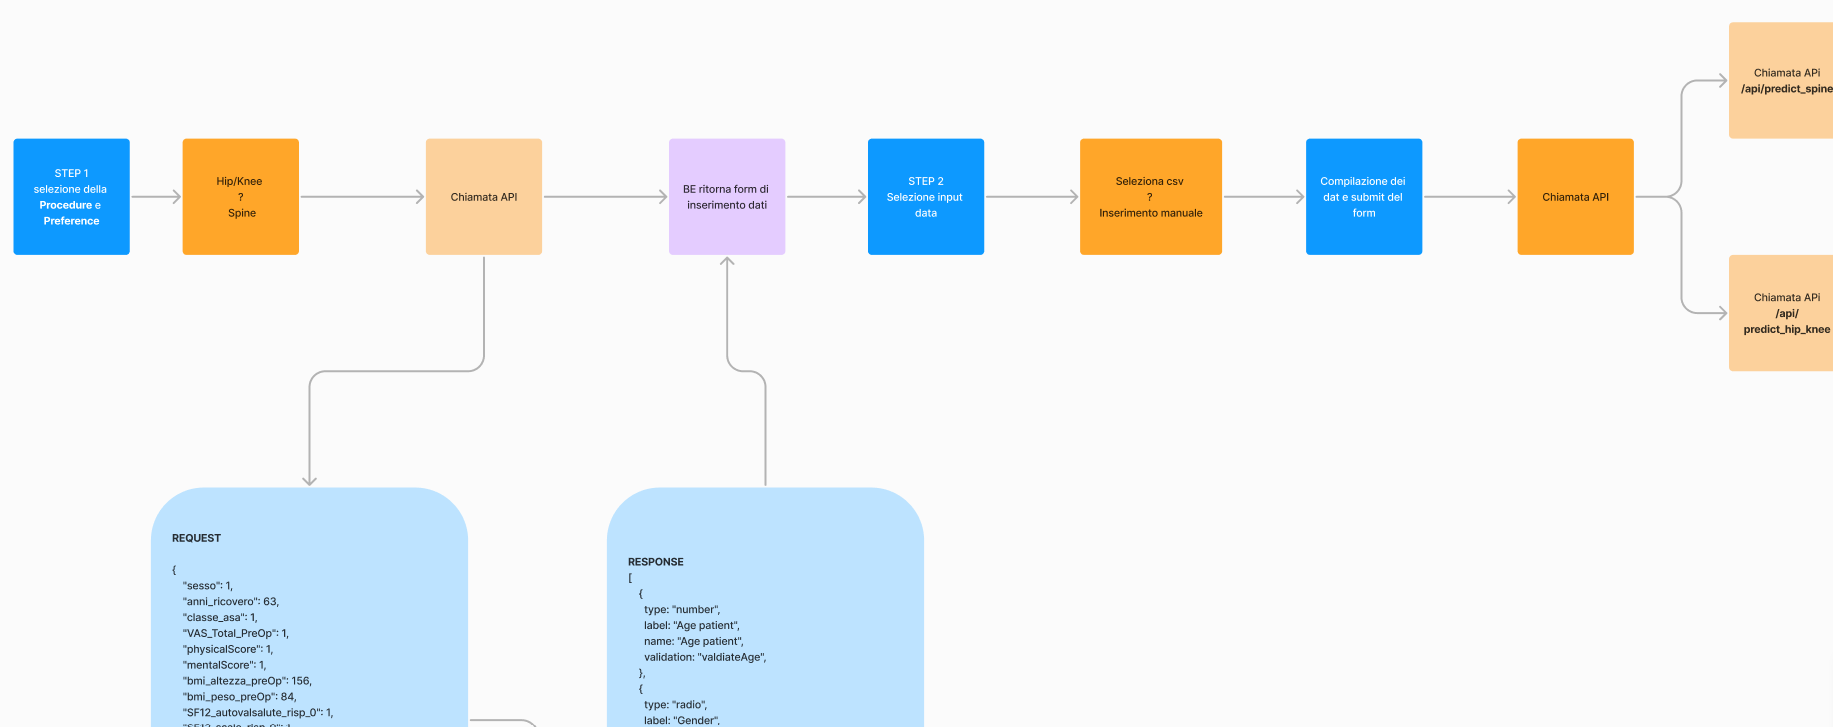 STEP 1
selezione della
Procedure e
Preference
Hip/Knee
?
Spine
Chiamata API
BE ritorna form di
inserimento dati
STEP 2
Selezione input
data
Seleziona csv
?
Inserimento manuale
Compilazione dei
dat e submit del
form
Chiamata API
Chiamata APi
/api/predict_spine
Chiamata APi
/api/
predict_hip_knee
REQUEST
{
"sesso": 1,
"anni_ricovero": 63,
"classe_asa": 1,
"VAS_Total_PreOp": 1,
"physicalScore": 1,
"mentalScore": 1,
"bmi_altezza_preOp": 156,
"bmi_peso_preOp": 84,
"SF12_autovalsalute_risp_0": 1,
"SF12_scale_risp_0": 1,
RESPONSE
[
{
type: "number",
label: "Age patient",
name: "Age patient",
validation: "valdiateAge",
},
{
type: "radio",
label: "Gender",